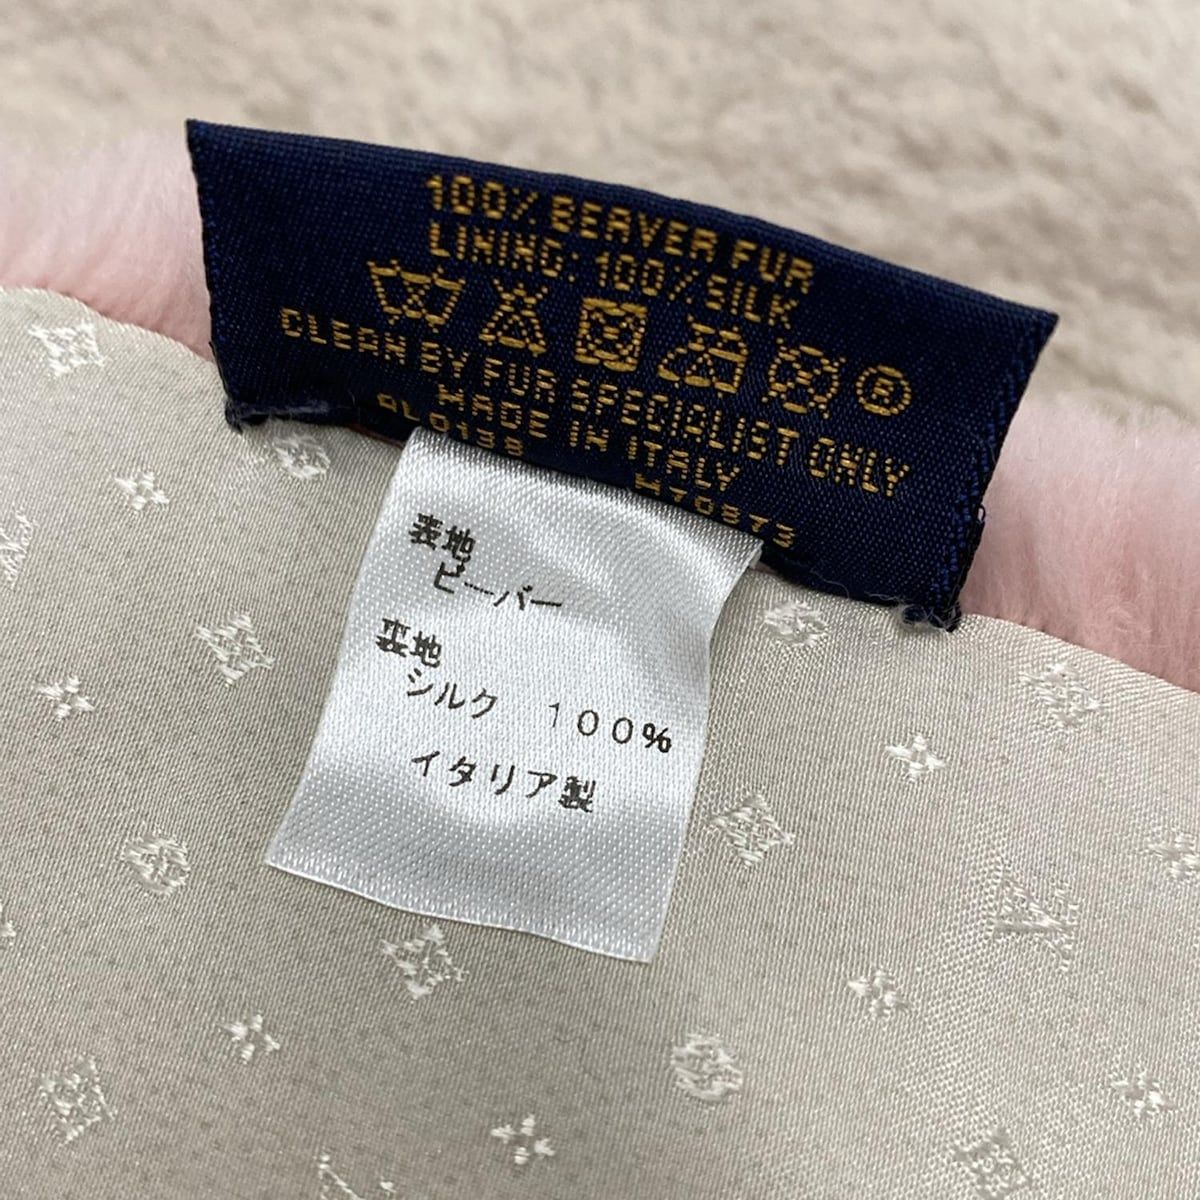 100% BEAVER FUR
LINING: 100% SILK
CLEAN BY FUR SPECIALIST ONLY
MADE IN ITALY
OL0138 M70873
表地
ビーバー
裏地
シルク 100%
イタリア製